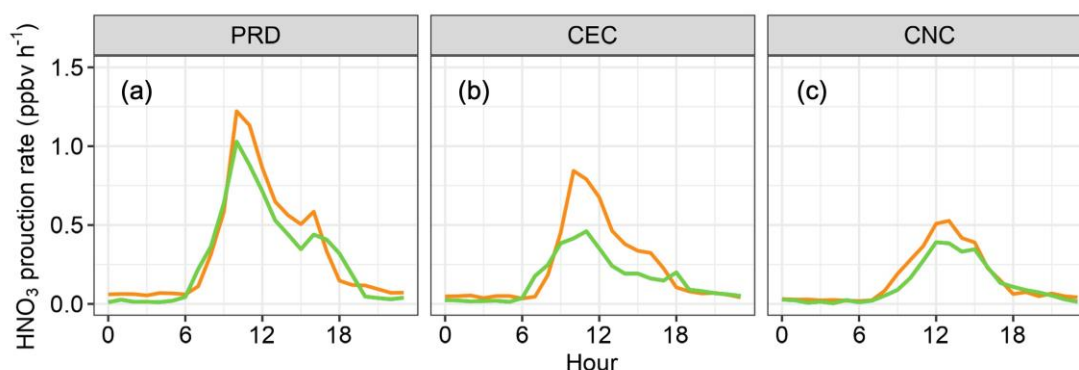 PRD CEC CNC
HNO₃ prouction rate (ppbv h⁻¹)
1.5
1.0
0.5
0.0
(a) (b) (c)
0 6 12 18 0 6 12 18 0 6 12 18
Hour